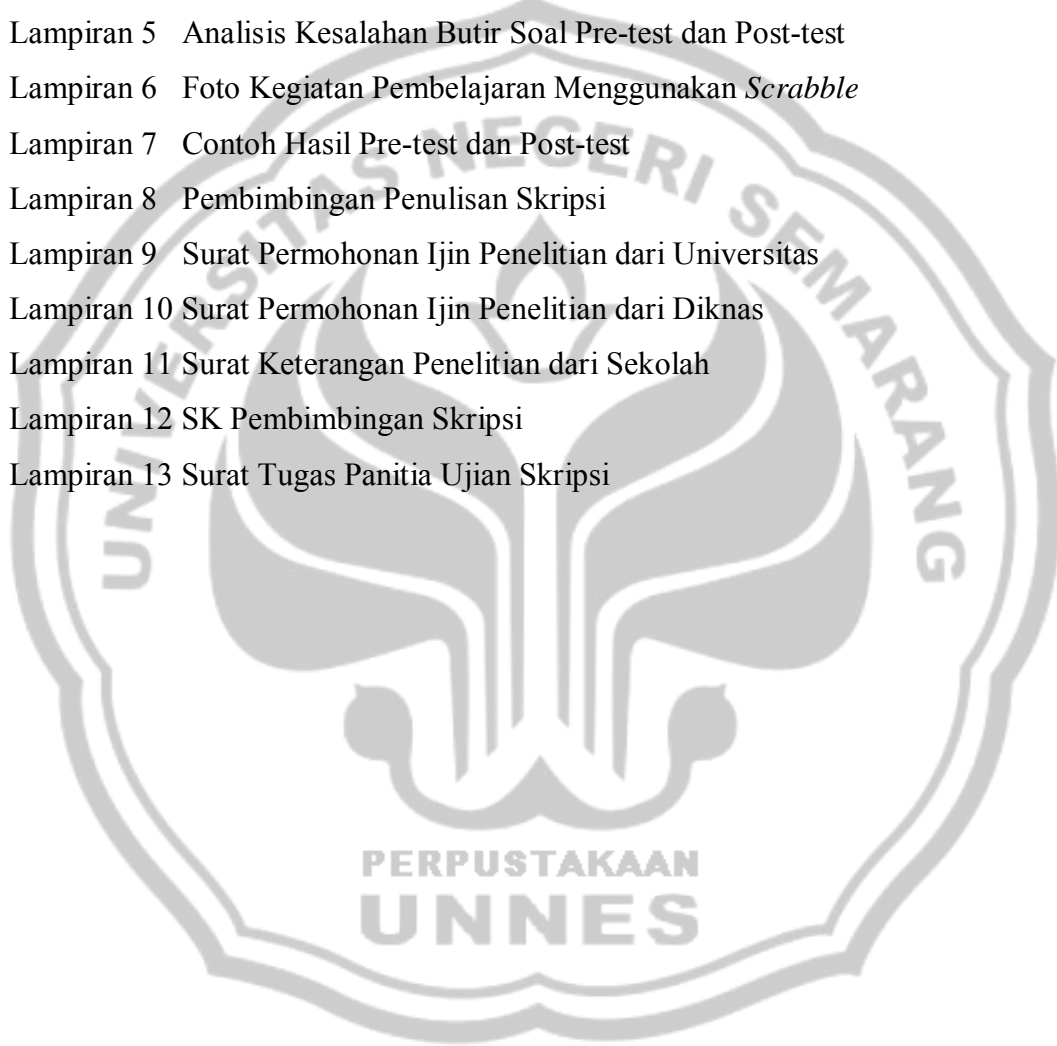 Lampiran 5 Analisis Kesalahan Butir Soal Pre-test dan Post-test
Lampiran 6 Foto Kegiatan Pembelajaran Menggunakan Scrabble
Lampiran 7 Contoh Hasil Pre-test dan Post-test
Lampiran 8 Pembimbingan Penulisan Skripsi
Lampiran 9 Surat Permohonan Ijin Penelitian dari Universitas
Lampiran 10 Surat Permohonan Ijin Penelitian dari Diknas
Lampiran 11 Surat Keterangan Penelitian dari Sekolah
Lampiran 12 SK Pembimbingan Skripsi
Lampiran 13 Surat Tugas Panitia Ujian Skripsi
UNIVERSITAS NEGERI SEMARANG
PERPUSTAKAAN
UNNES